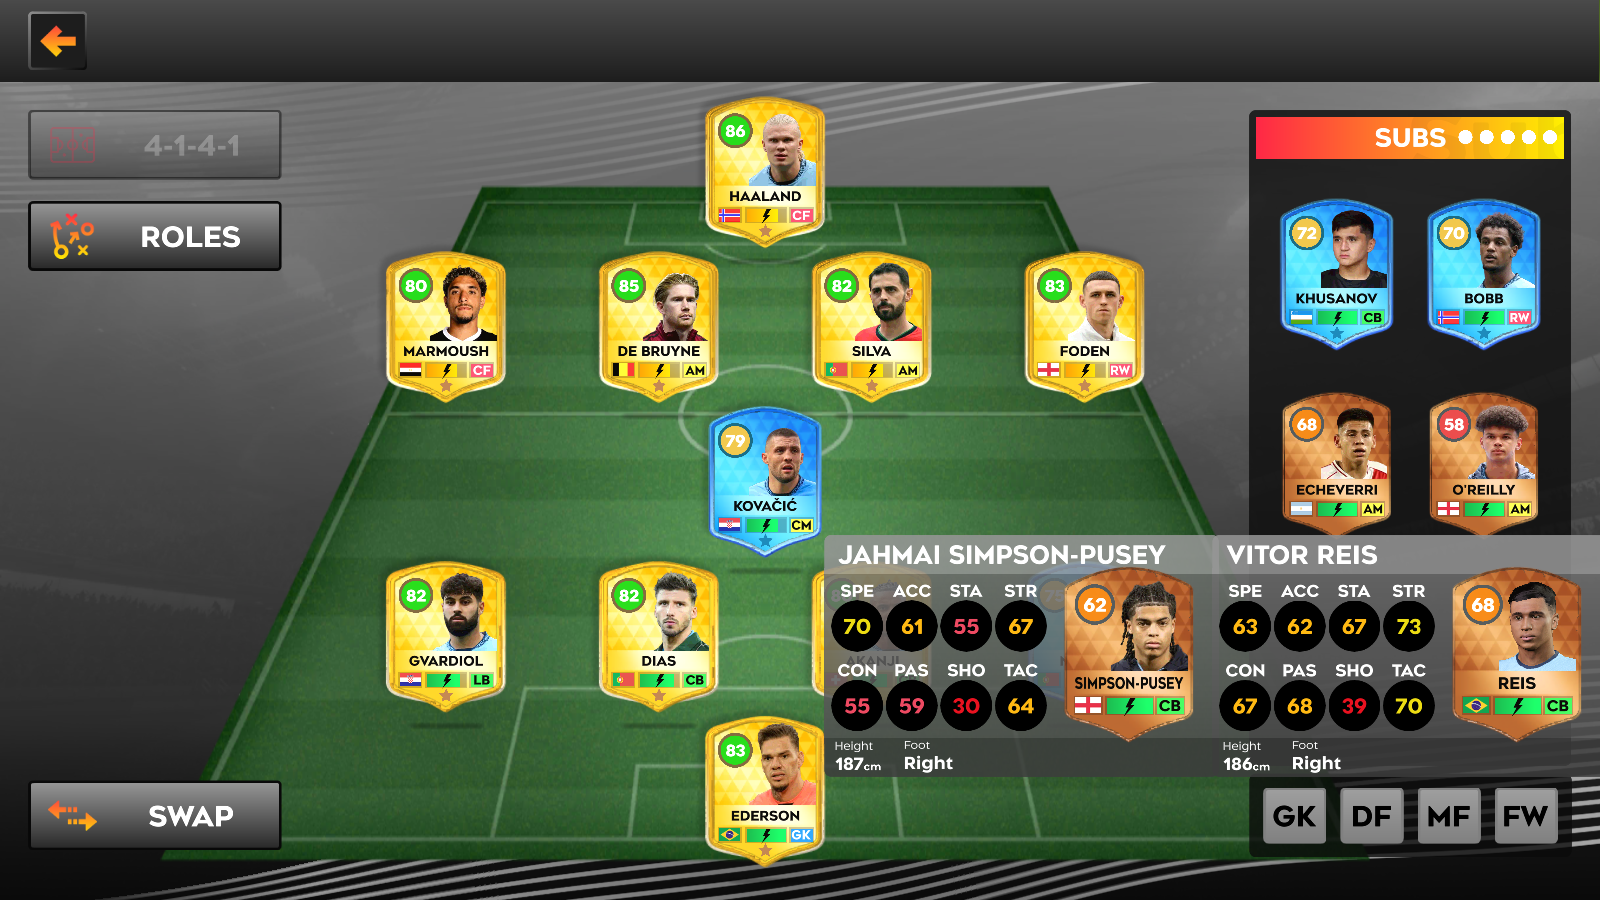 4-1-4-1
ROLES
SWAP
86
HAALAND
CF
80
MARMOUSH
CF
85
DE BRUYNE
AM
82
SILVA
AM
83
FODEN
RW
79
KOVAČIĆ
CM
82
GVARDIOL
LB
82
DIAS
CB
AKANJI
83
EDERSON
GK
SUBS
72
KHUSANOV
CB
70
BOBB
RW
68
ECHEVERRI
AM
58
O'REILLY
AM
JAHMAI SIMPSON-PUSEY
SPE ACC STA STR
70 61 55 67
CON PAS SHO TAC
55 59 30 64
Height Foot
187cm Right
62
SIMPSON-PUSEY
CB
VITOR REIS
SPE ACC STA STR
63 62 67 73
CON PAS SHO TAC
67 68 39 70
Height Foot
186cm Right
68
REIS
CB
GK DF MF FW